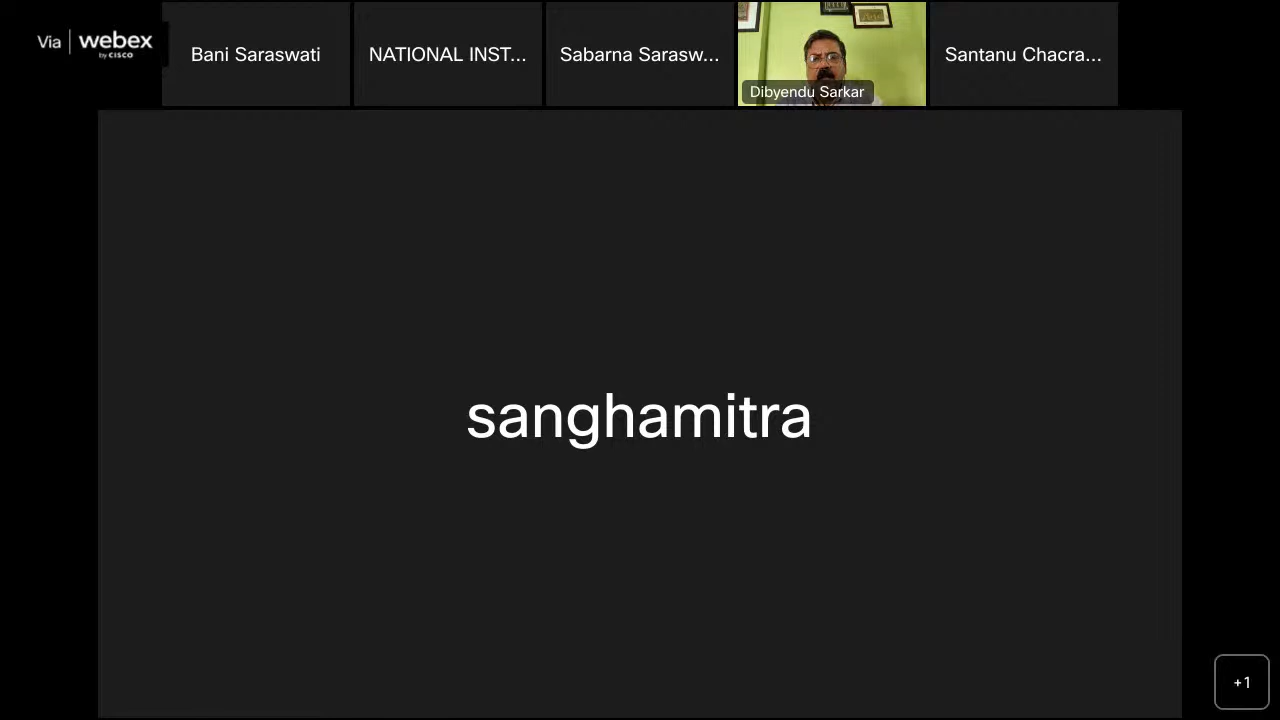 Via webex
by CISCO
Bani Saraswati
NATIONAL INST...
Sabarna Sarasw...
Dibyendu Sarkar
Santanu Chacra...
sanghamitra
+1